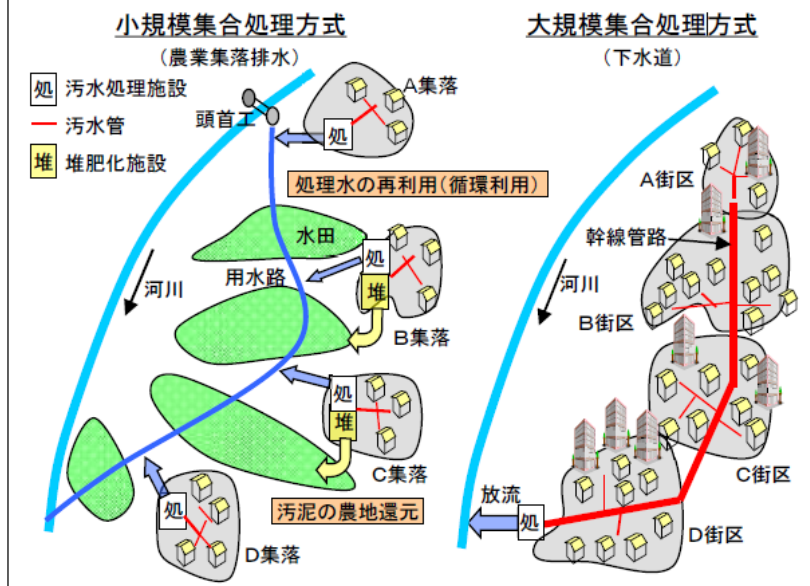 小規模集合処理方式
（農業集落排水）
処 汚水処理施設
汚水管
堆 堆肥化施設
頭首工
A集落
処
処理水の再利用（循環利用）
水田
処
堆
用水路
河川
B集落
処
堆
C集落
汚泥の農地還元
処
D集落
大規模集合処理方式
（下水道）
A街区
幹線管路
河川
B街区
C街区
放流
処
D街区